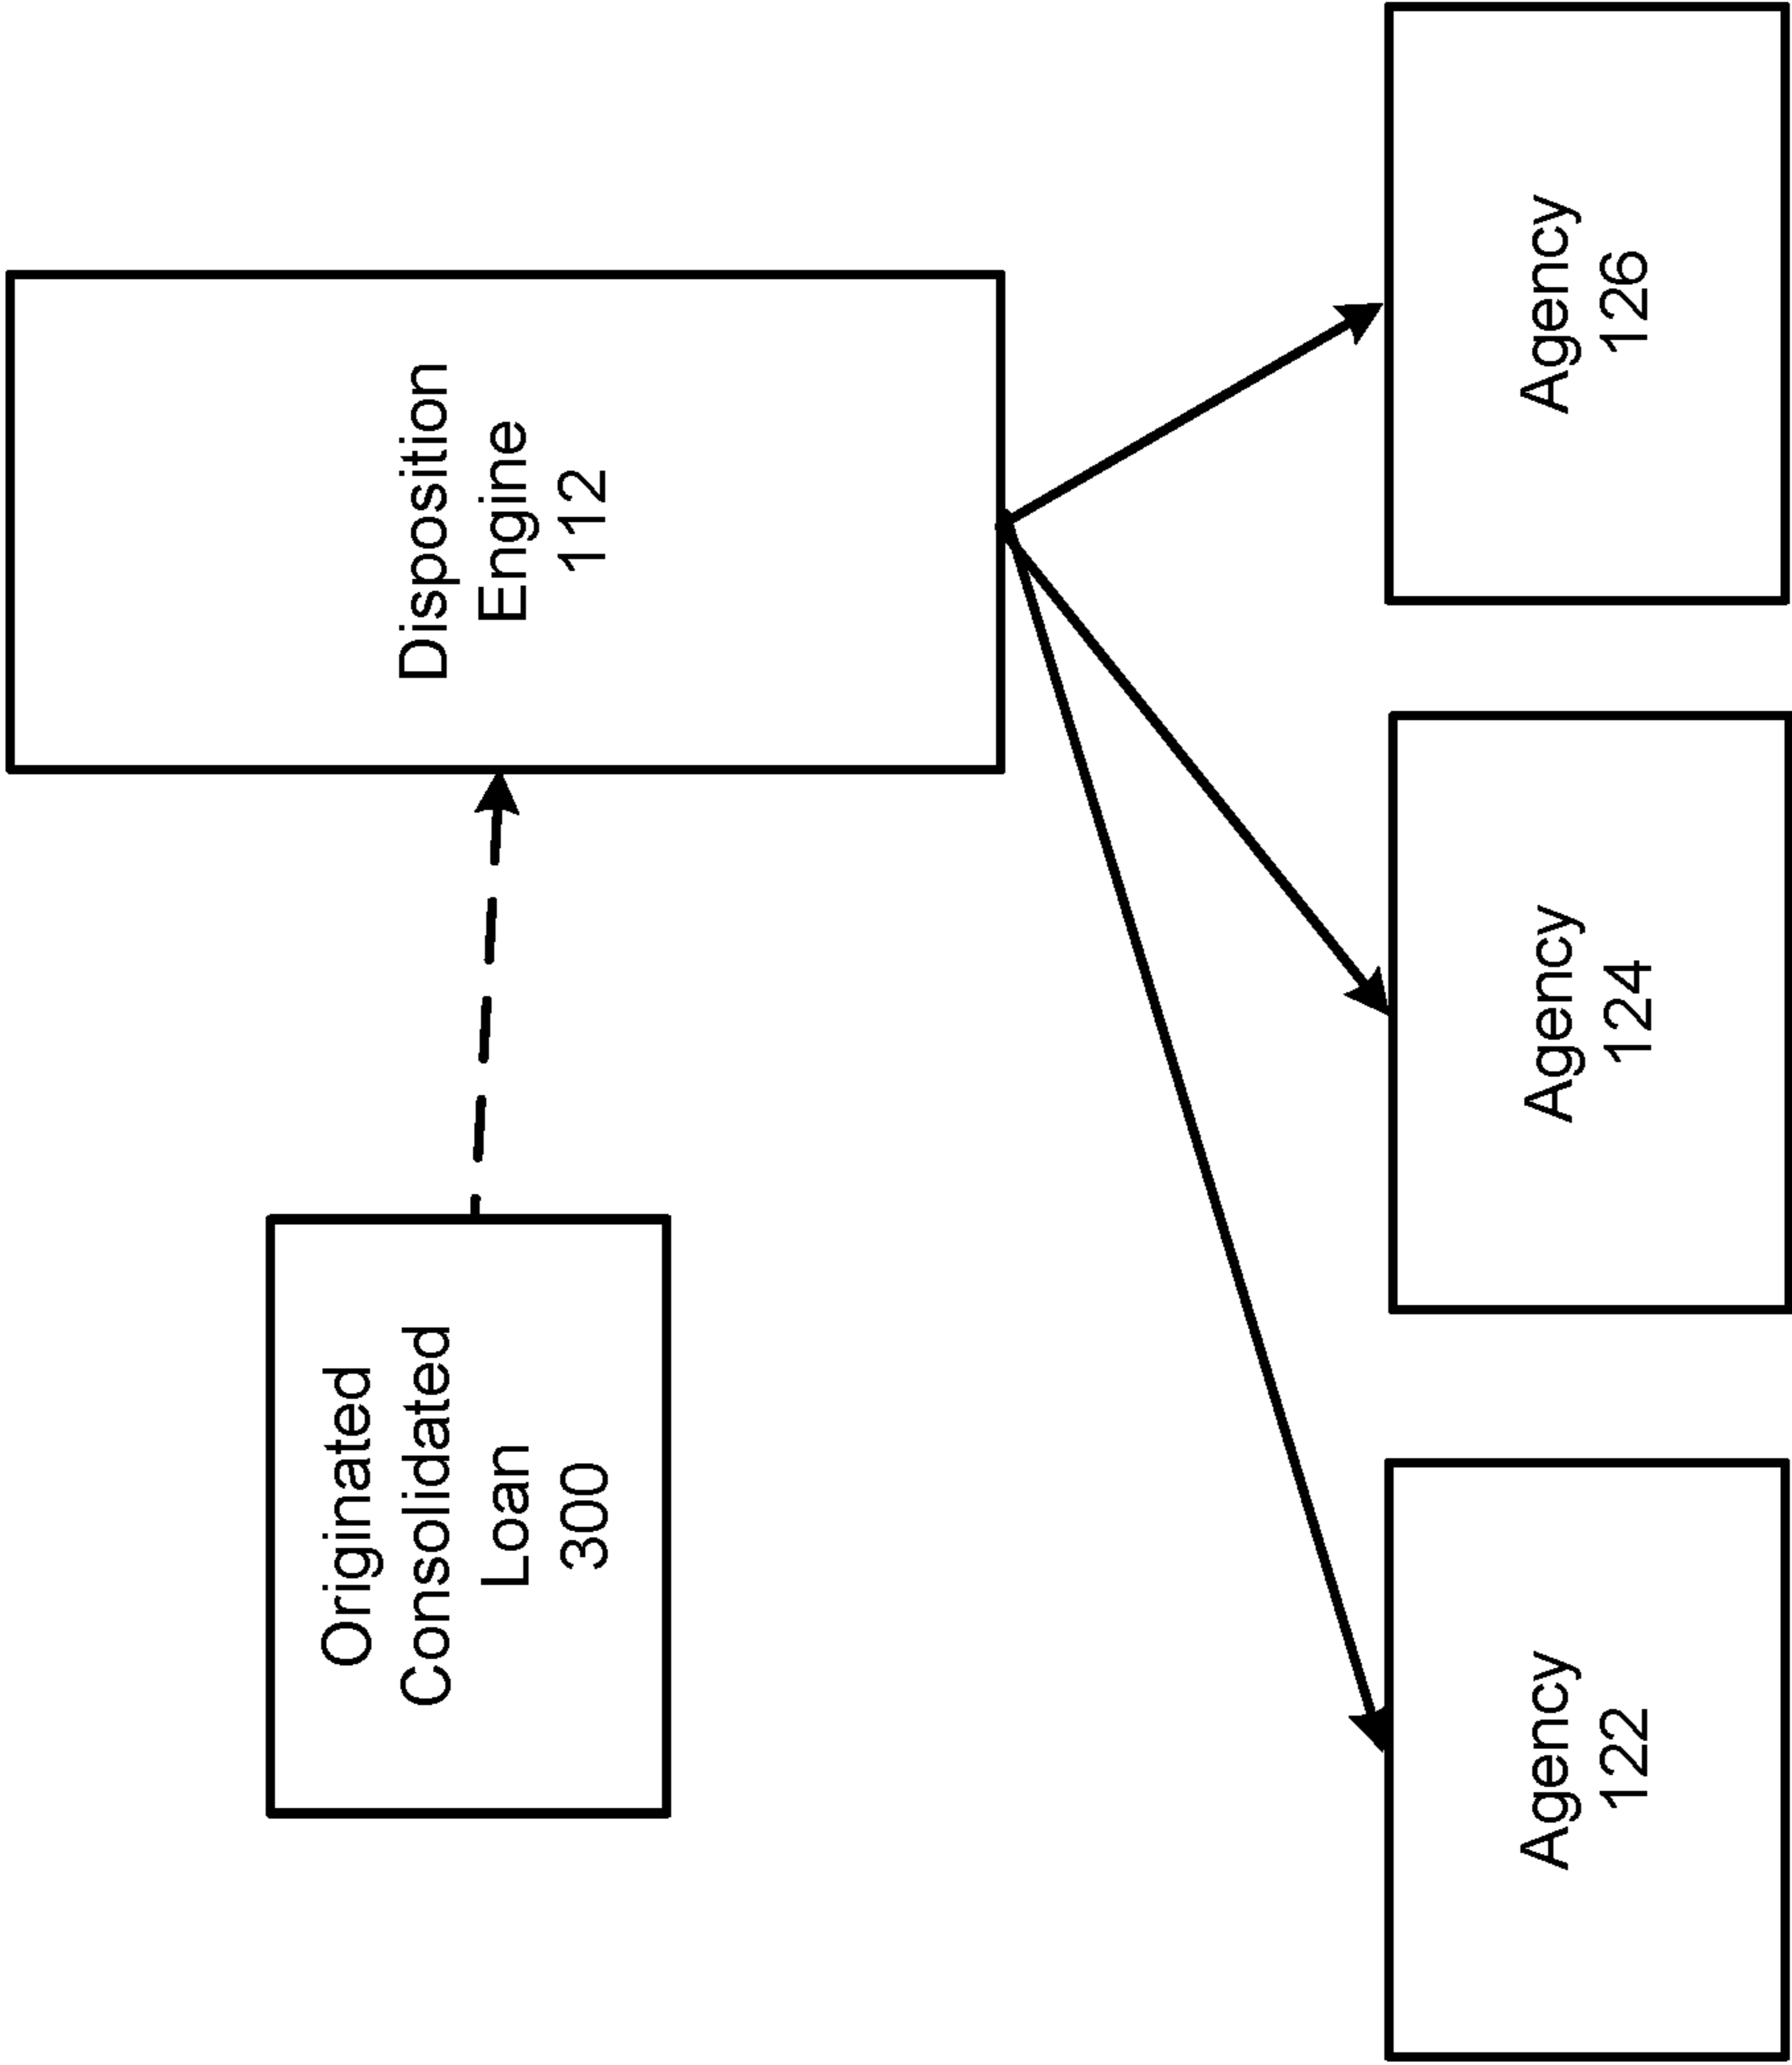 Originated
Consolidated
Loan
300
Disposition
Engine
112
Agency
122
Agency
124
Agency
126